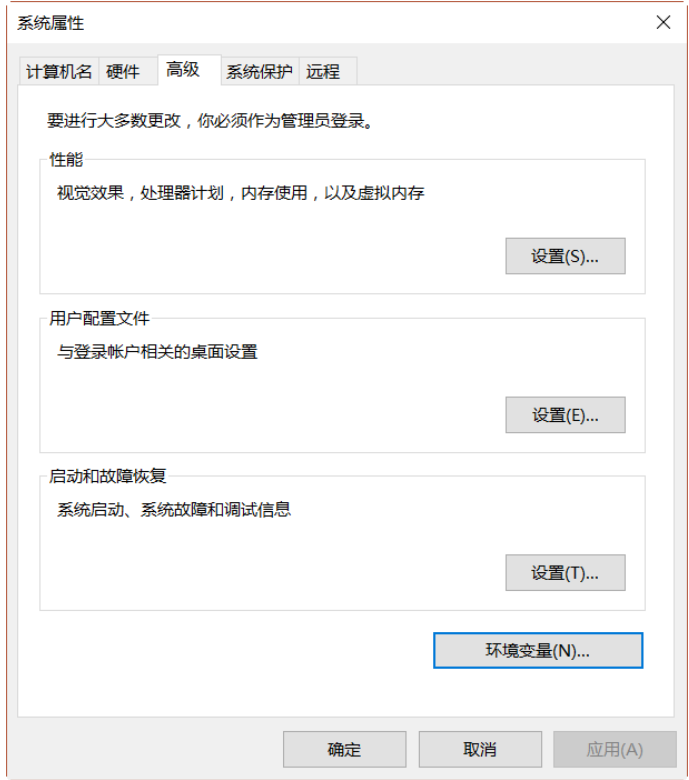 系统属性
计算机名 硬件 高级 系统保护 远程
要进行大多数更改，你必须作为管理员登录。
性能
视觉效果，处理器计划，内存使用，以及虚拟内存
设置(S)...
用户配置文件
与登录帐户相关的桌面设置
设置(E)...
启动和故障恢复
系统启动、系统故障和调试信息
设置(T)...
环境变量(N)...
确定 取消 应用(A)